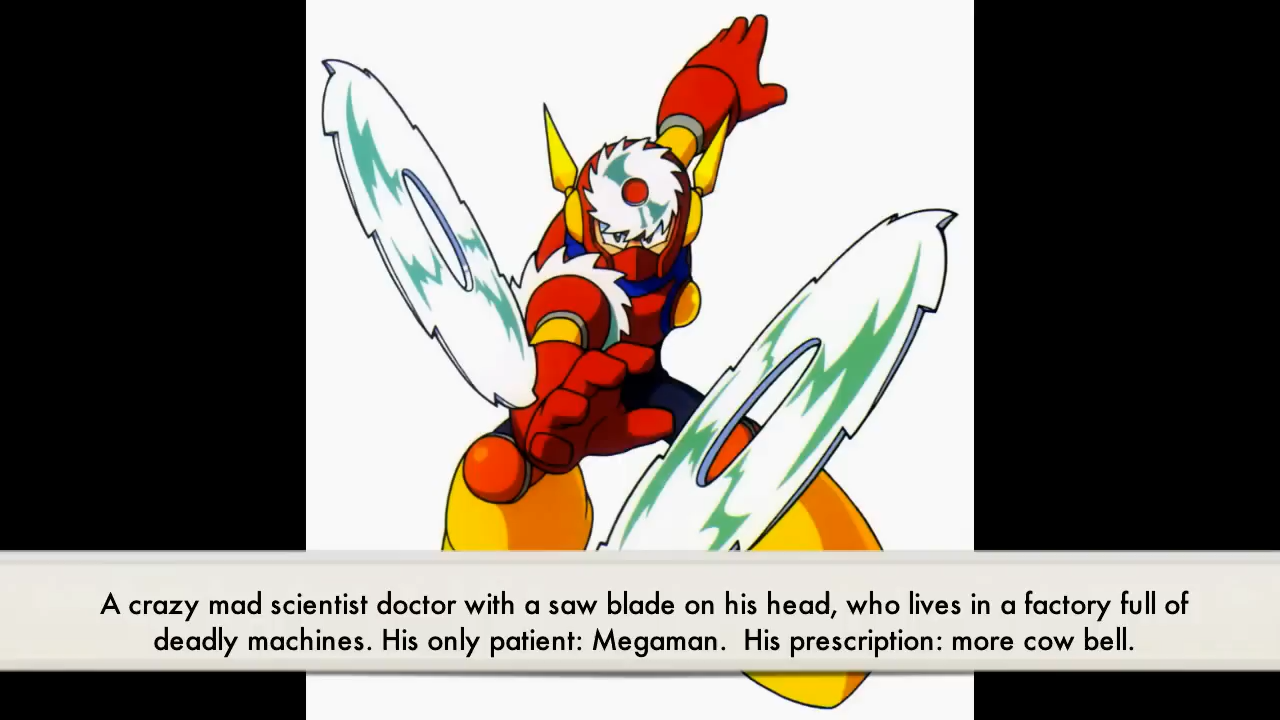 A crazy mad scientist doctor with a saw blade on his head, who lives in a factory full of
deadly machines. His only patient: Megaman.  His prescription: more cow bell.